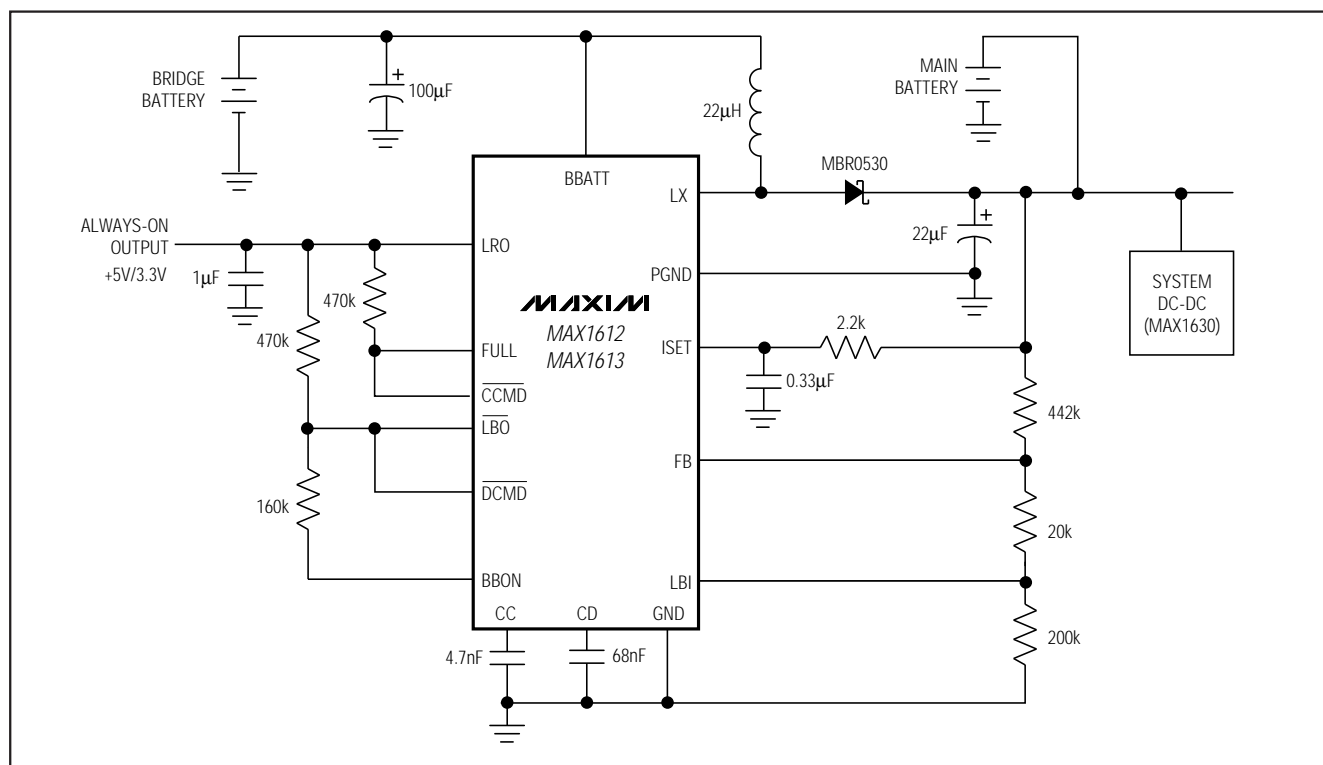 BRIDGE
BATTERY
100µF
22µH
MAIN
BATTERY
MBR0530
BBATT
LX
ALWAYS-ON
OUTPUT
+5V/3.3V
1µF
LRO
470k
470k
22µF
PGND
SYSTEM
DC-DC
(MAX1630)
MAXIM
MAX1612
MAX1613
2.2k
ISET
0.33µF
FULL
CCMD
LBO
442k
FB
DCMD
160k
20k
BBON
LBI
CC
CD
GND
200k
4.7nF
68nF